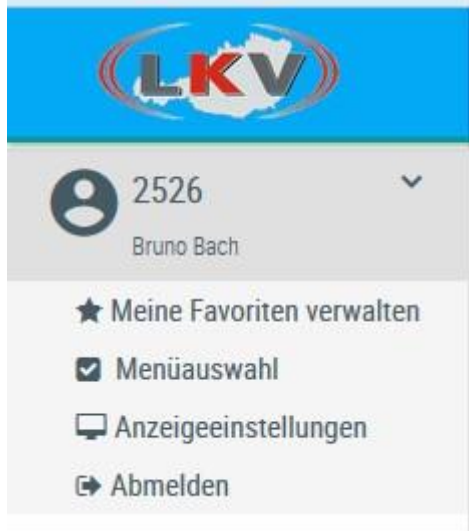 LKV
2526
Bruno Bach
Meine Favoriten verwalten
Menüauswahl
Anzeigeeinstellungen
Abmelden